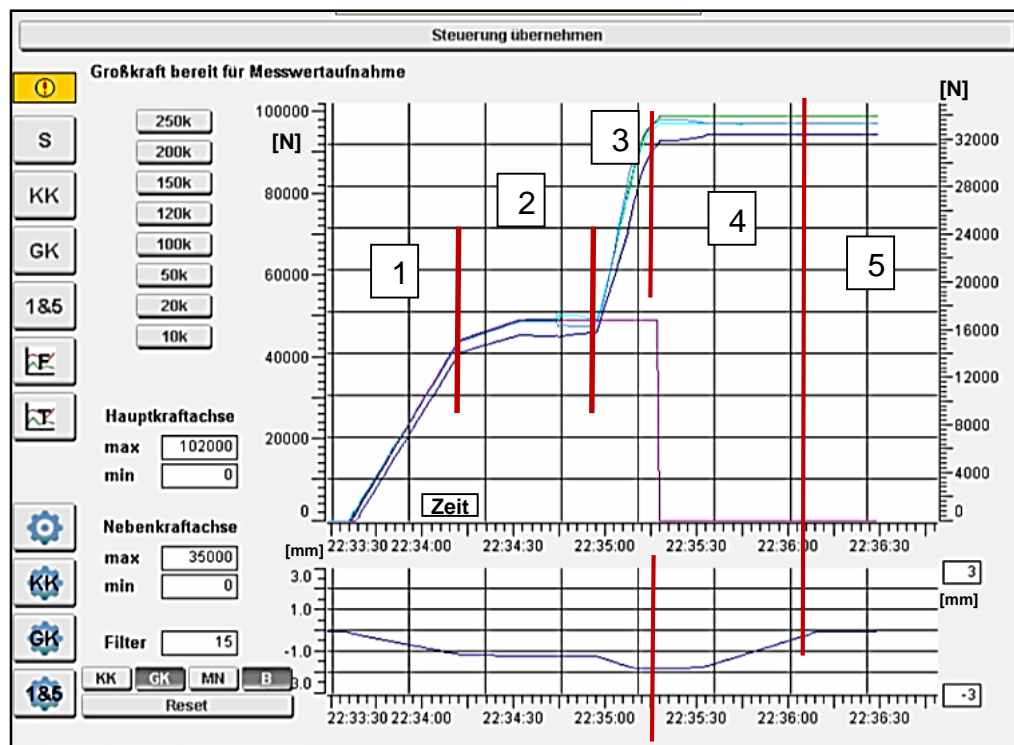 Steuerung übernehmen
Großkraft bereit für Messwertaufnahme
S
KK
GK
1&5
F
T
KK
GK
1&5
250k
200k
150k
120k
100k
50k
20k
10k
Hauptkraftachse
max 102000
min 0
Nebenkraftachse
max 35000
min 0
Filter 15
KK GK MN B
Reset
[N]
100000
80000
60000
40000
20000
0
[N]
32000
28000
24000
20000
16000
12000
8000
4000
0
1
2
3
4
5
Zeit
22:33:30 22:34:00 22:34:30 22:35:00 22:35:30 22:36:00 22:36:30
[mm]
3.0
1.0
-1.0
3.0
3
[mm]
-3
22:33:30 22:34:00 22:34:30 22:35:00 22:35:30 22:36:00 22:36:30